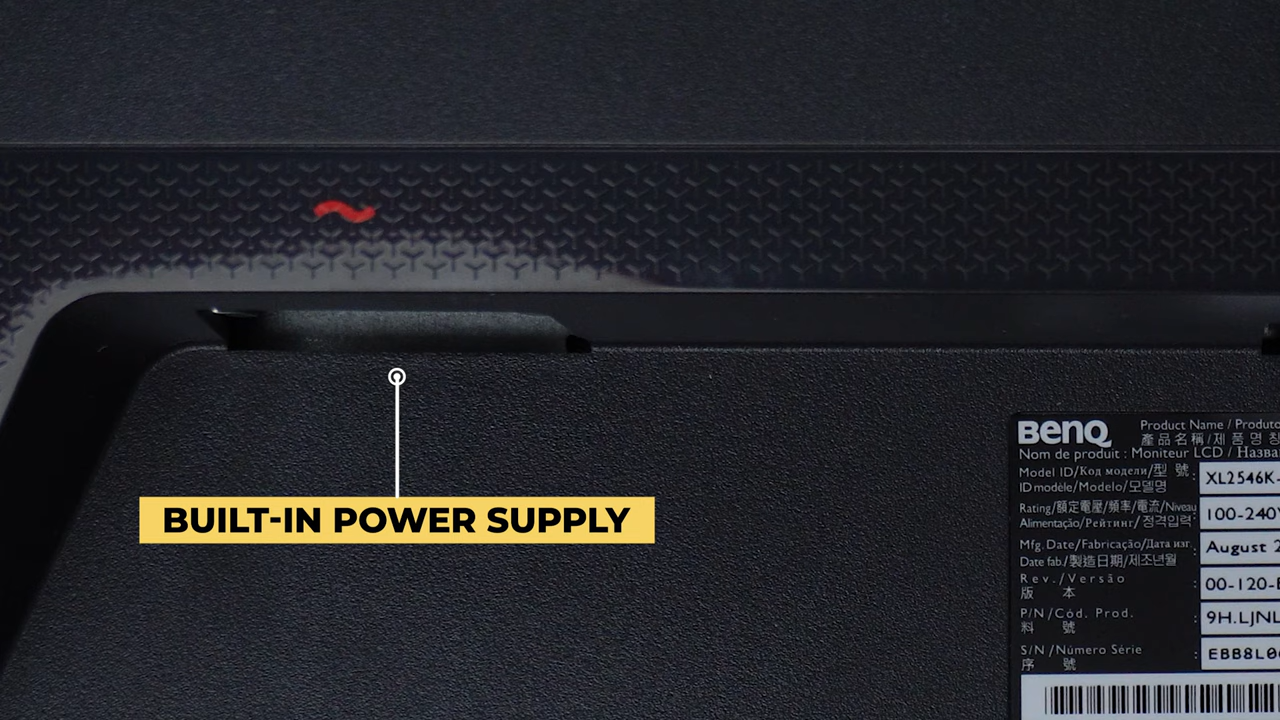 BUILT-IN POWER SUPPLY
BenQ
Product Name / Produto
產品名稱/제품명칭
Nom de produit : Moniteur LCD / Назва
Model ID/Код модели/型 號
ID modèle/Modelo/모델명
: XL2546K-
Rating/額定電壓/頻率/電流/Niveau
Alimentação/Рейтинг/정격입력
: 100-240V
Mfg. Date/Fabricação/Дата изг.
Date fab./製造日期/제조년월
: August 2
Rev./Versão
版 本
: 00-120-
P/N/Cód. Prod.
料 號
: 9H.LJNL
S/N/Número Série
序 號
: EBB8L0